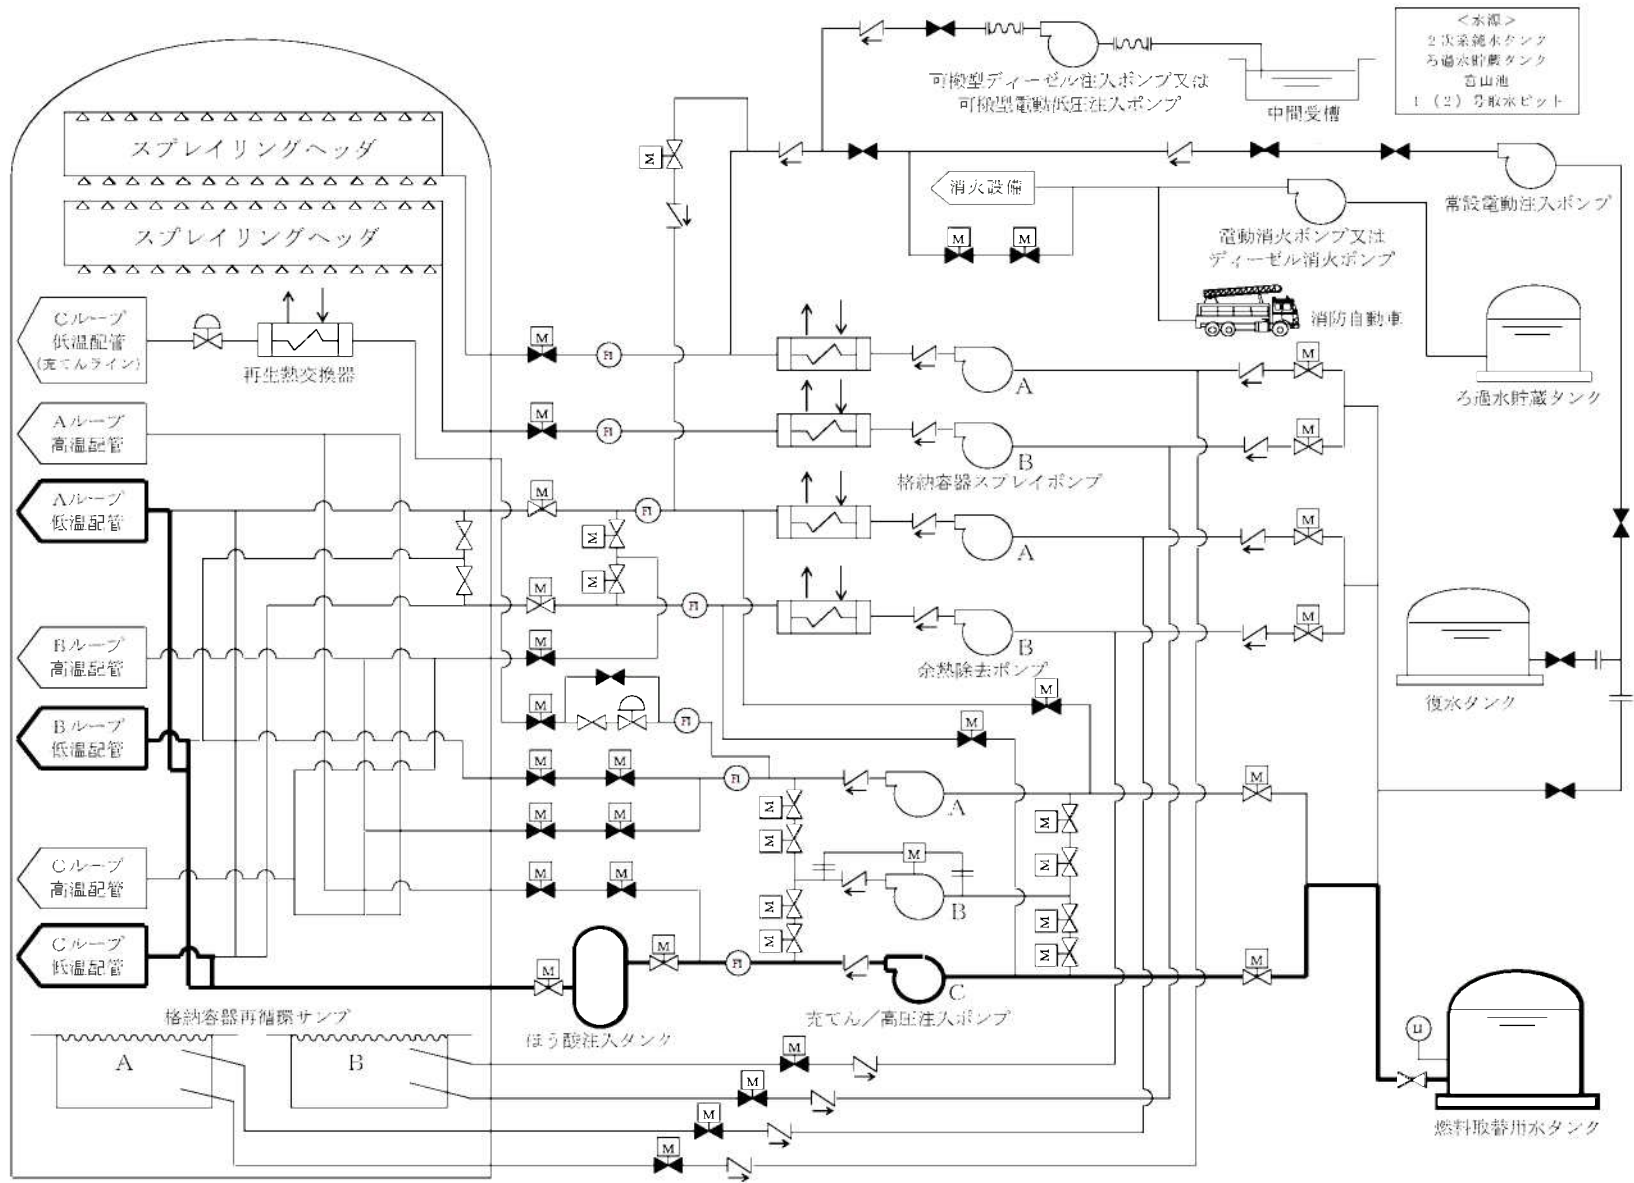 <水源>
2次系純水タンク
ろ過水貯蔵タンク
宮山池
1(2)号取水ピット
可搬型ディーゼル注入ポンプ又は
可搬型電動低圧注入ポンプ
中間受槽
スプレイリングヘッダ
M
消火設備
常設電動注入ポンプ
スプレイリングヘッダ
M
M
電動消火ポンプ又は
ディーゼル消火ポンプ
消防自動車
Cループ
低温配管
(充てんライン)
再生熱交換器
M
FI
A
M
ろ過水貯蔵タンク
Aループ
高温配管
M
FI
B
M
格納容器スプレイポンプ
Aループ
低温配管
M
FI
M
A
M
M
M
FI
B
M
余熱除去ポンプ
Bループ
高温配管
M
M
復水タンク
M
FI
M
Bループ
低温配管
M
M
FI
A
M
M
M
M
M
M
M
Cループ
高温配管
M
M
M
B
M
M
M
M
Cループ
低温配管
M
M
FI
C
M
充てん/高圧注入ポンプ
ほう酸注入タンク
格納容器再循環サンプ
A
B
M
M
M
M
LI
燃料取替用水タンク